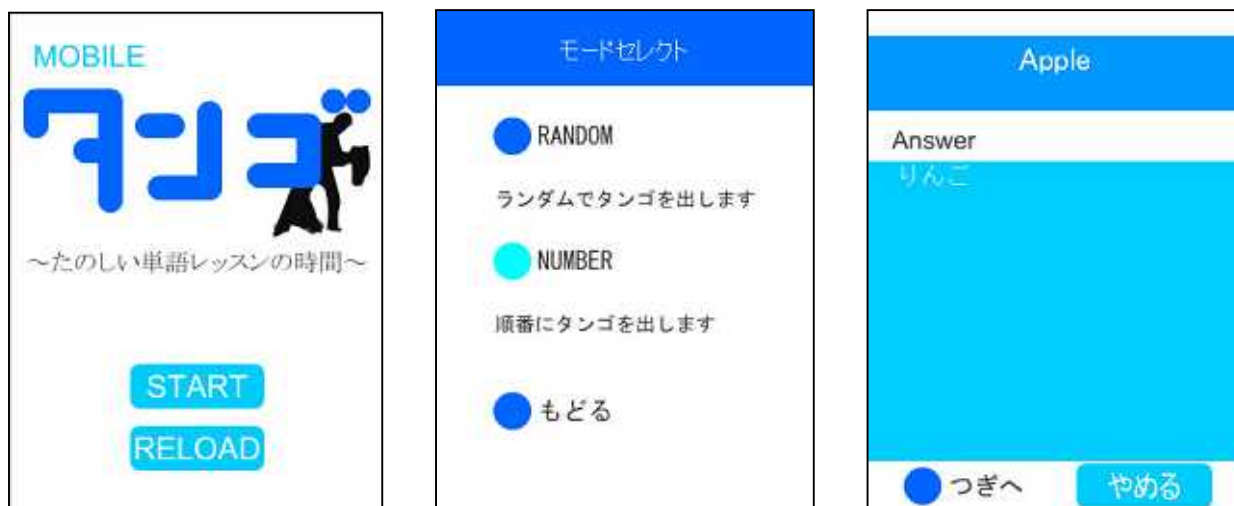 MOBILE
タンゴ
～たのしい単語レッスンの時間～
START
RELOAD
モードセレクト
RANDOM
ランダムでタンゴを出します
NUMBER
順番にタンゴを出します
もどる
Apple
Answer
りんご
つぎへ
やめる